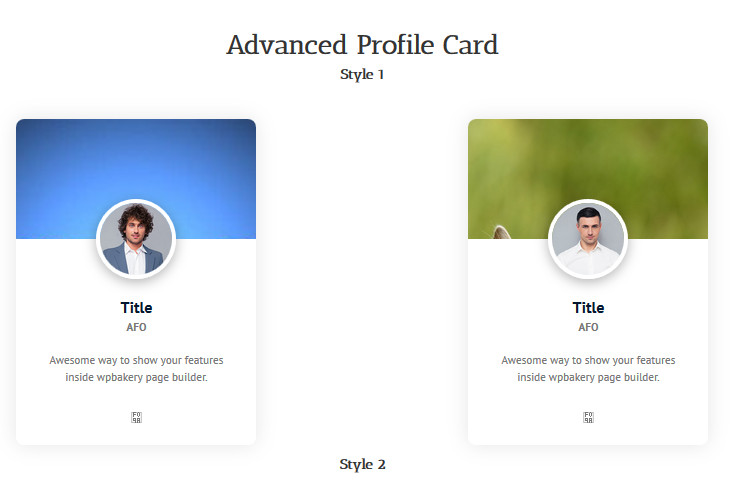 Advanced Profile Card
Style 1
Title
AFO
Awesome way to show your features
inside wpbakery page builder.
Title
AFO
Awesome way to show your features
inside wpbakery page builder.
Style 2